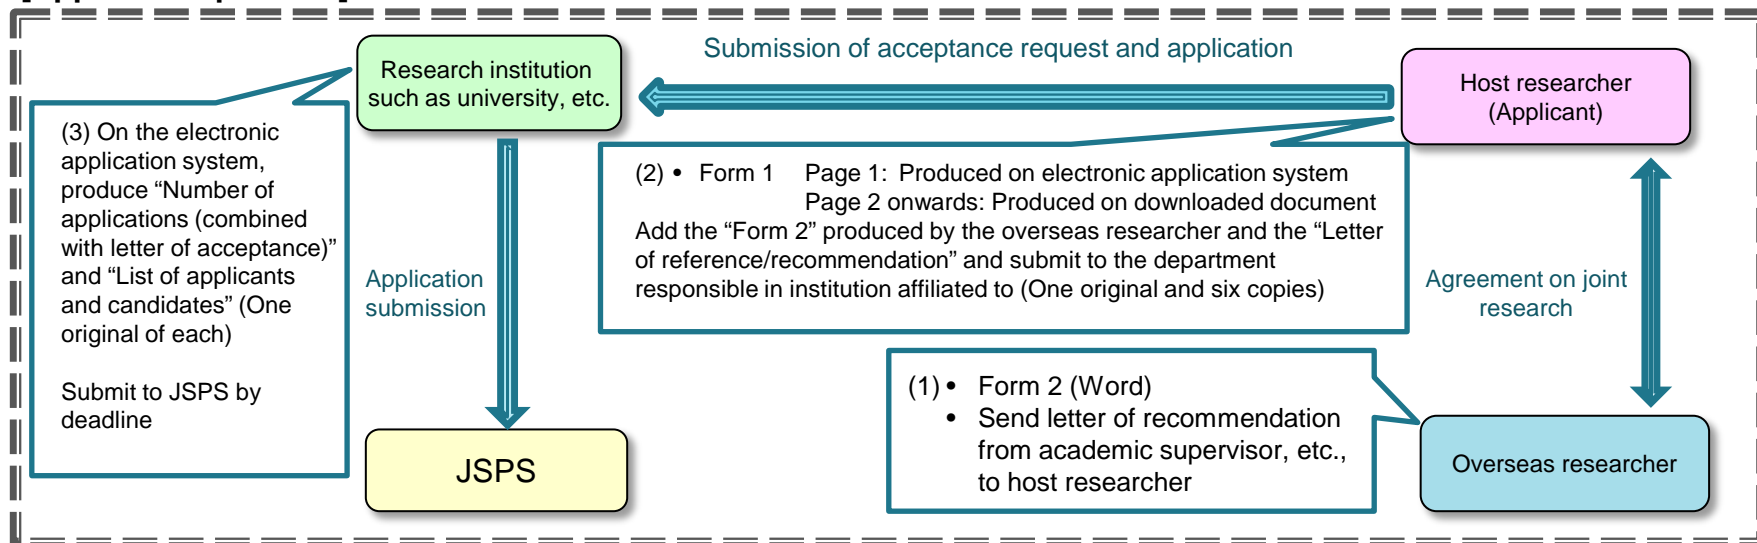 Submission of acceptance request and application
Research institution
such as university, etc.
Host researcher
(Applicant)
(3) On the electronic
application system,
produce “Number of
applications (combined
with letter of acceptance)”
and “List of applicants
and candidates” (One
original of each)
Submit to JSPS by
deadline
(2) • Form 1 Page 1: Produced on electronic application system
Page 2 onwards: Produced on downloaded document
Add the “Form 2” produced by the overseas researcher and the “Letter
of reference/recommendation” and submit to the department
responsible in institution affiliated to (One original and six copies)
Application
submission
Agreement on joint
research
(1) • Form 2 (Word)
• Send letter of recommendation
from academic supervisor, etc.,
to host researcher
JSPS
Overseas researcher